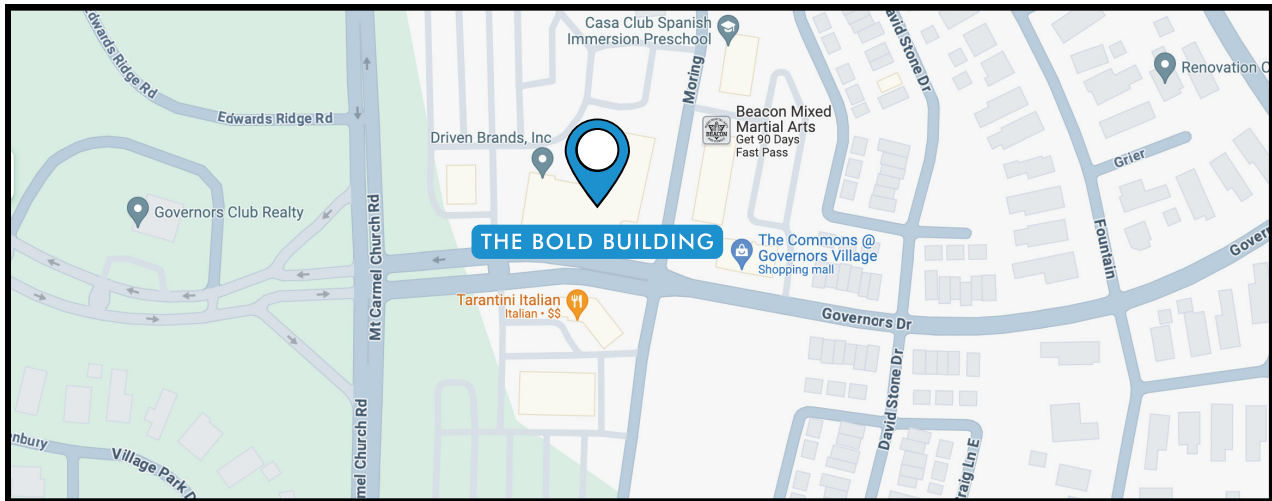 Casa Club Spanish
Immersion Preschool
Moring
David Stone Dr
Edwards Ridge Rd
Renovation C
Edwards Ridge Rd
Beacon Mixed
Martial Arts
Get 90 Days
Fast Pass
BEACON
Driven Brands, Inc
Grier
Governors Club Realty
Mt Carmel Church Rd
THE BOLD BUILDING
The Commons @
Governors Village
Shopping mall
Fountain
Govern
Tarantini Italian
Italian • $$
Governors Dr
David Stone Dr
mel Church Rd
nbury
Village Park D
raig Ln E